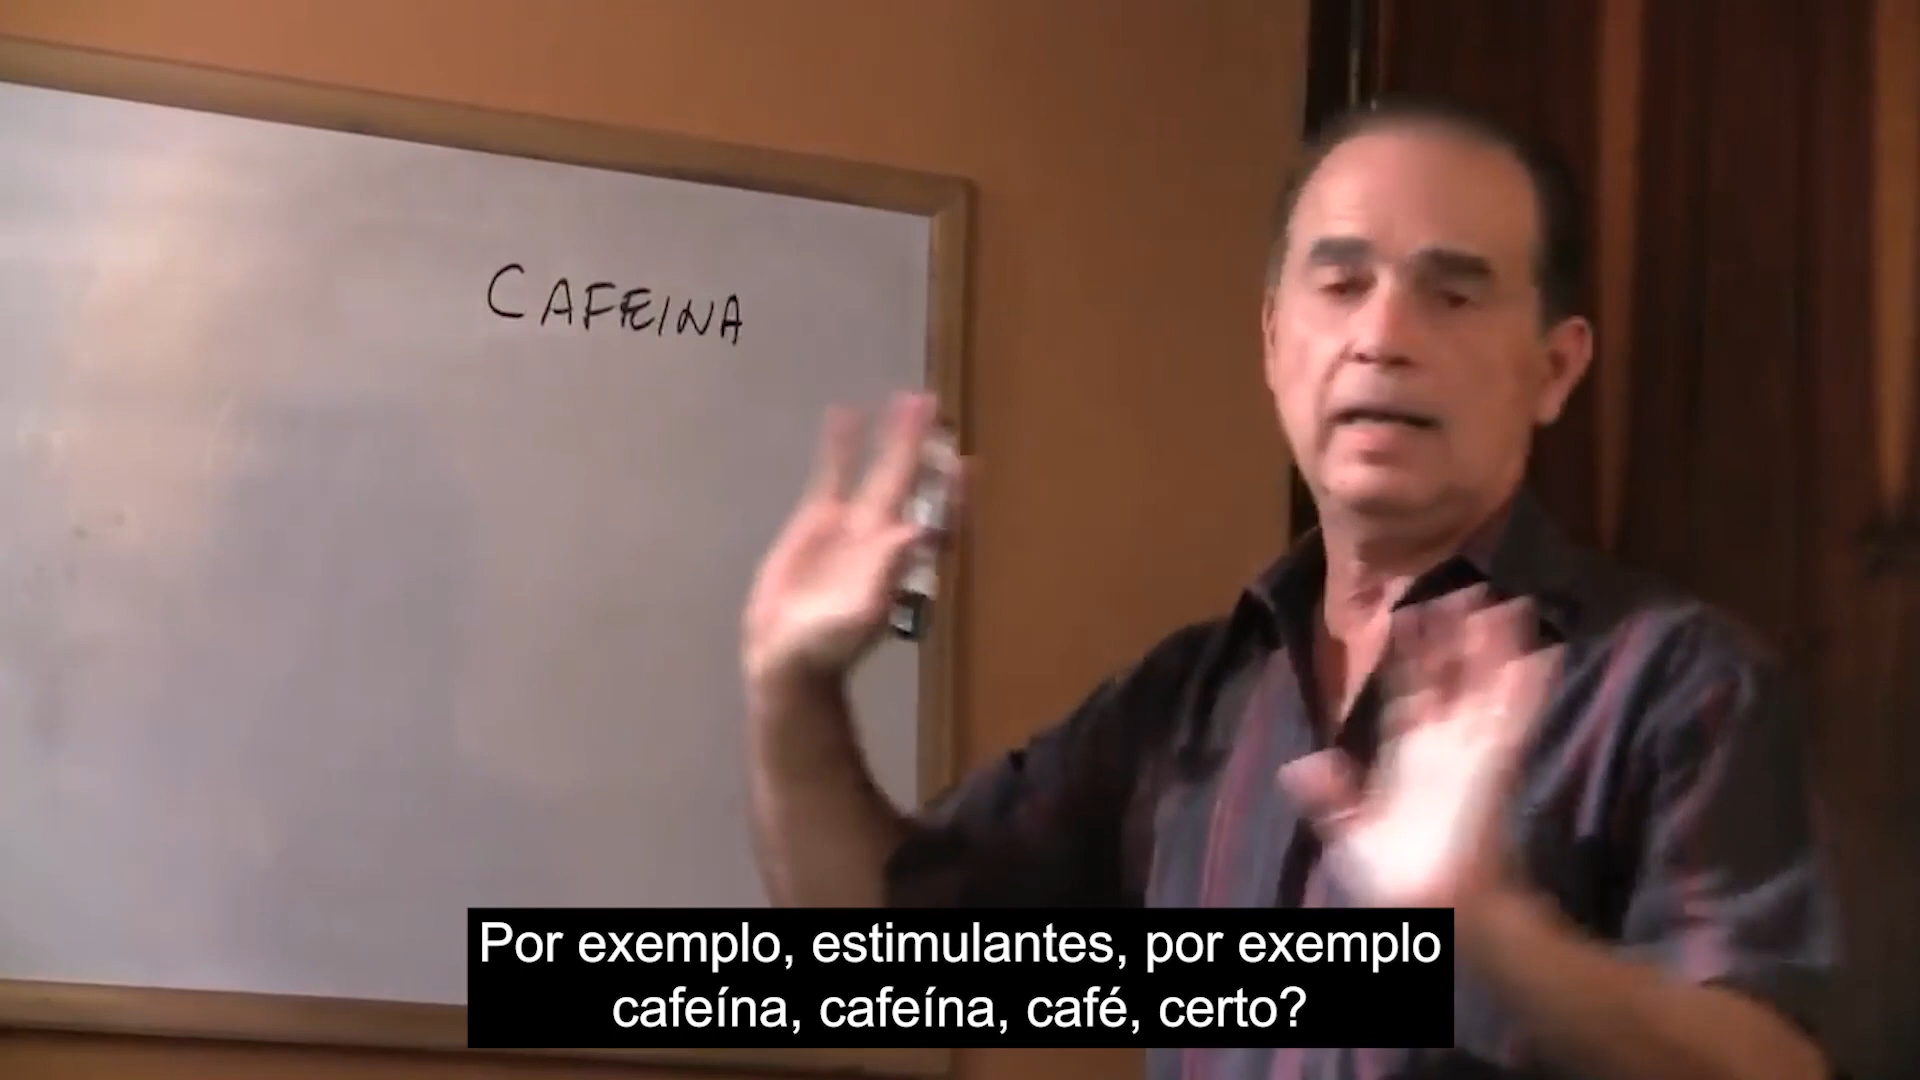 CAFEINA
Por exemplo, estimulantes, por exemplo
cafeína, cafeína, café, certo?